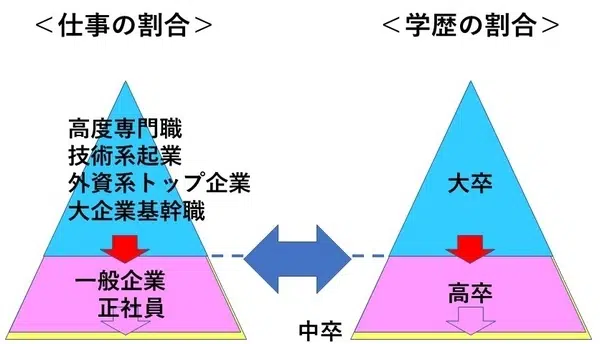 ＜仕事の割合＞
＜学歴の割合＞
高度専門職
技術系起業
外資系トップ企業
大企業基幹職
大卒
一般企業
正社員
高卒
中卒